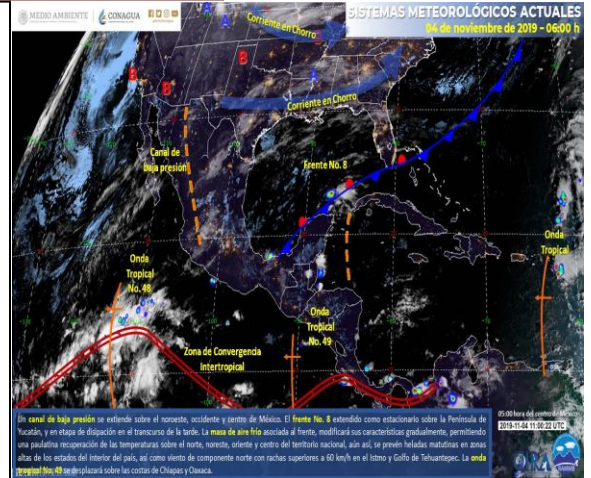 MEDIO AMBIENTE
CONAGUA
SISTEMAS METEOROLÓGICOS ACTUALES
04 de noviembre de 2019 - 06:00 h
A
A
Corriente en Chorro
B
B
B
A
Corriente en Chorro
Canal de
baja presión
Frente No. 8
Onda
Tropical
No. 48
Onda
Tropical
Onda
Tropical
No. 49
Zona de Convergencia
Intertropical
Un canal de baja presión se extiende sobre el noroeste, occidente y centro de México. El frente No. 8 extendido como estacionario sobre la Península de
Yucatán, y en etapa de disipación en el transcurso de la tarde. La masa de aire frío asociada al frente, modificará sus características gradualmente, permitiendo
una paulatina recuperación de las temperaturas sobre el norte, noreste, oriente y centro del territorio nacional, aún así, se prevén heladas matutinas en zonas
altas de los estados del interior del país, así como viento de componente norte con rachas superiores a 60 km/h en el Istmo y Golfo de Tehuantepec. La onda
tropical No. 49 se desplazará sobre las costas de Chiapas y Oaxaca.
05:00 hora del centro de México
2019-11-04 11:00:22 UTC